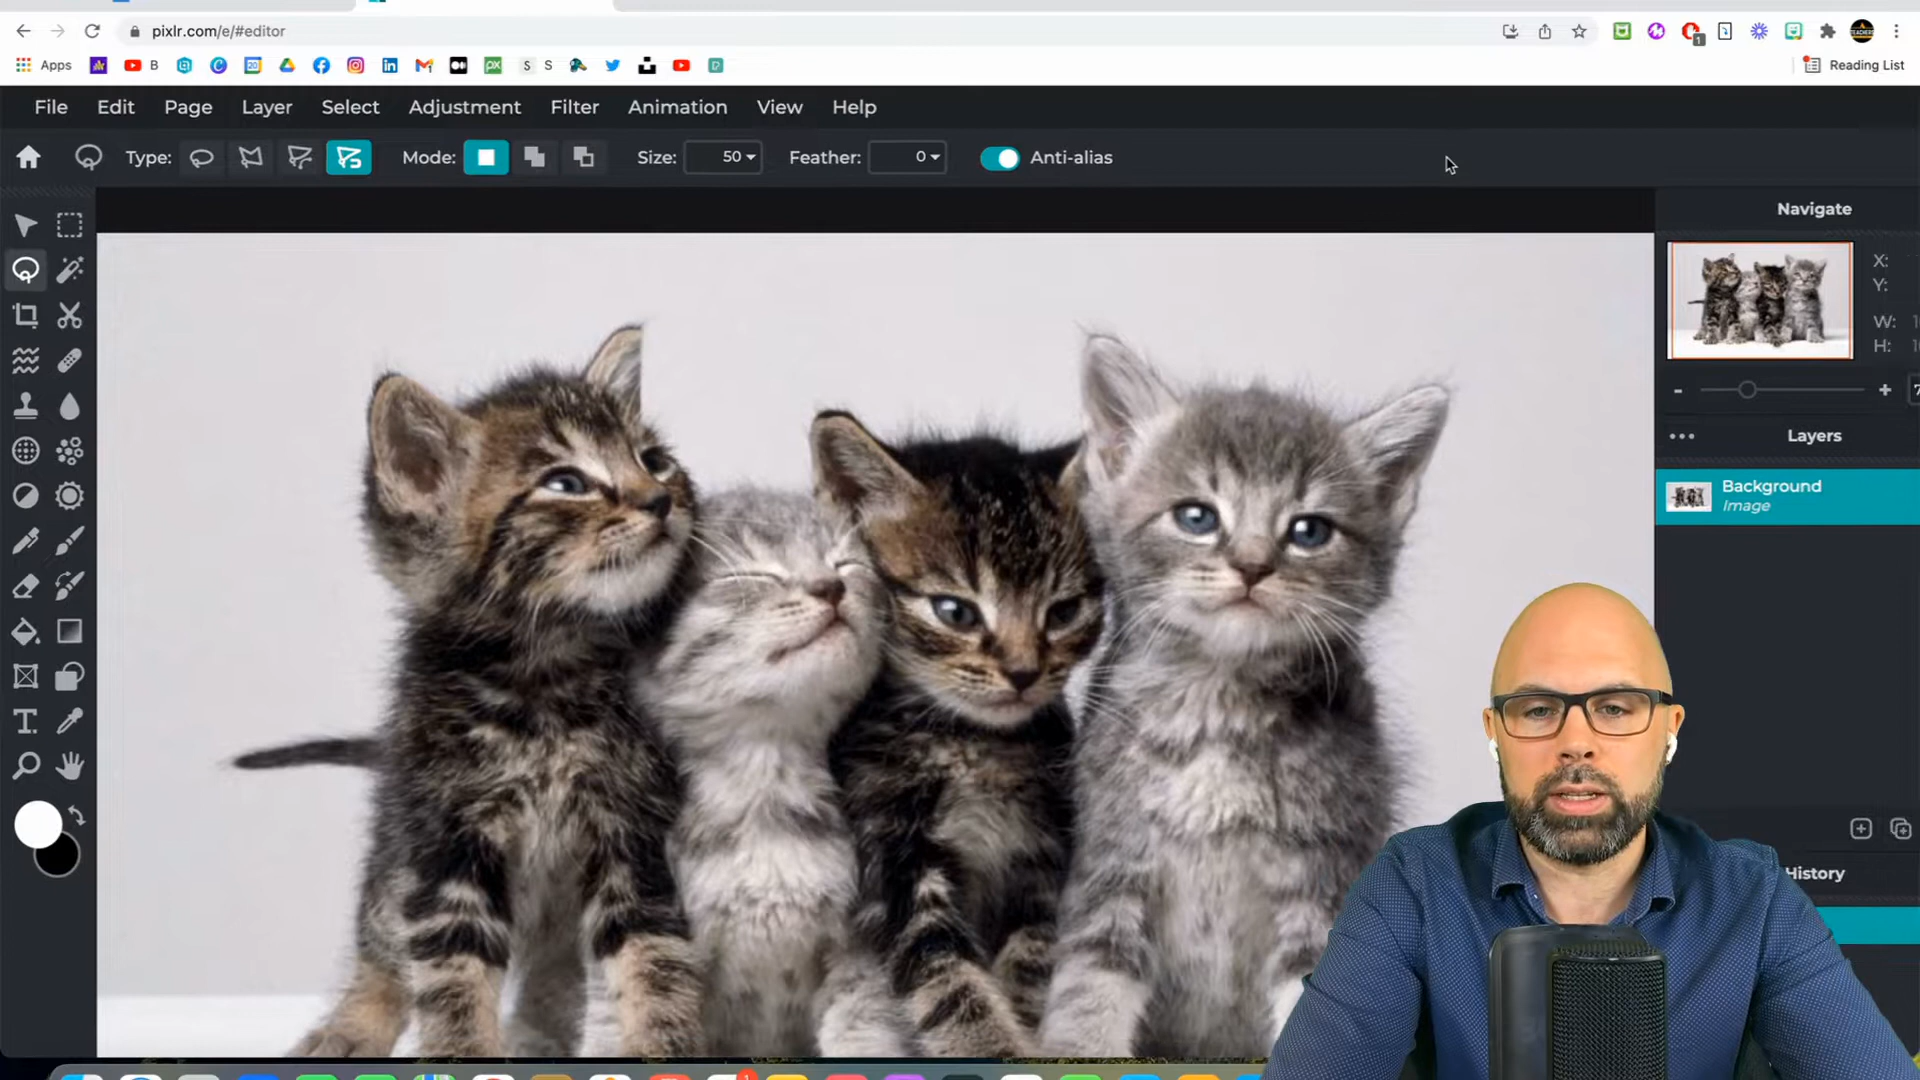 pixlr.com/e/#editor
1
Apps B S Reading List
File Edit Page Layer Select Adjustment Filter Animation View Help
Type: Mode: Size: 50 Feather: 0 Anti-alias
Navigate
X:
Y:
W:
H:
- +
Layers
Background
Image
History